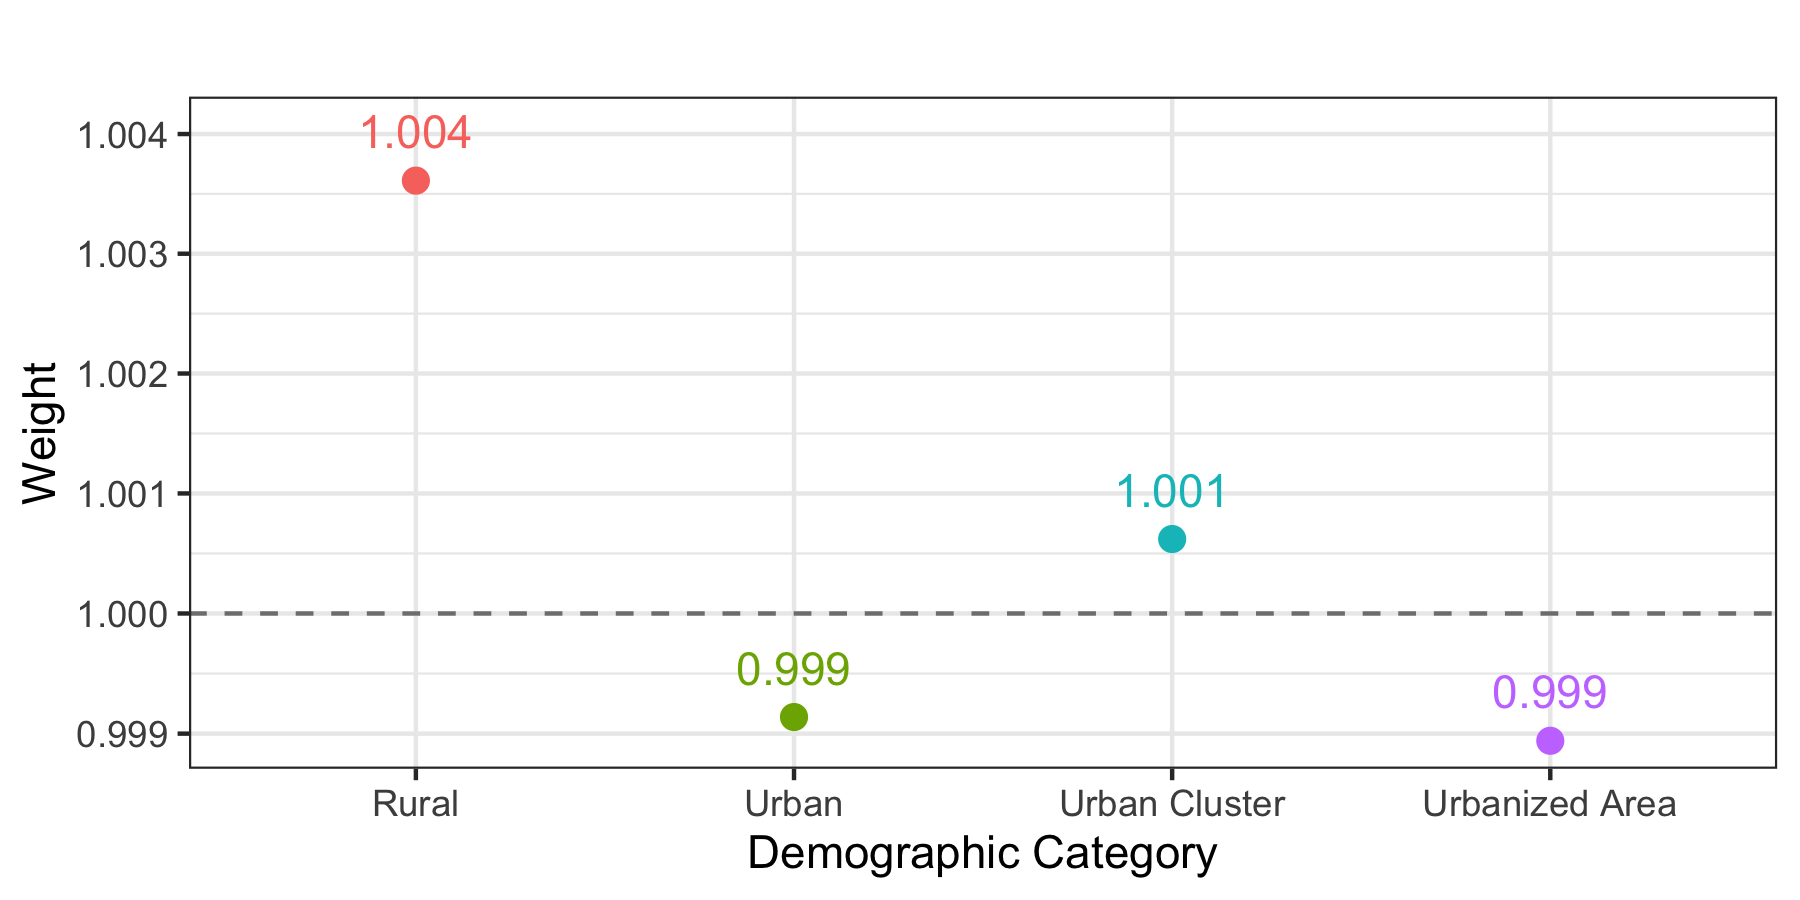 1.004
1.003
1.002
1.001
1.000
0.999
Weight
1.004
0.999
1.001
0.999
Rural
Urban
Urban Cluster
Urbanized Area
Demographic Category